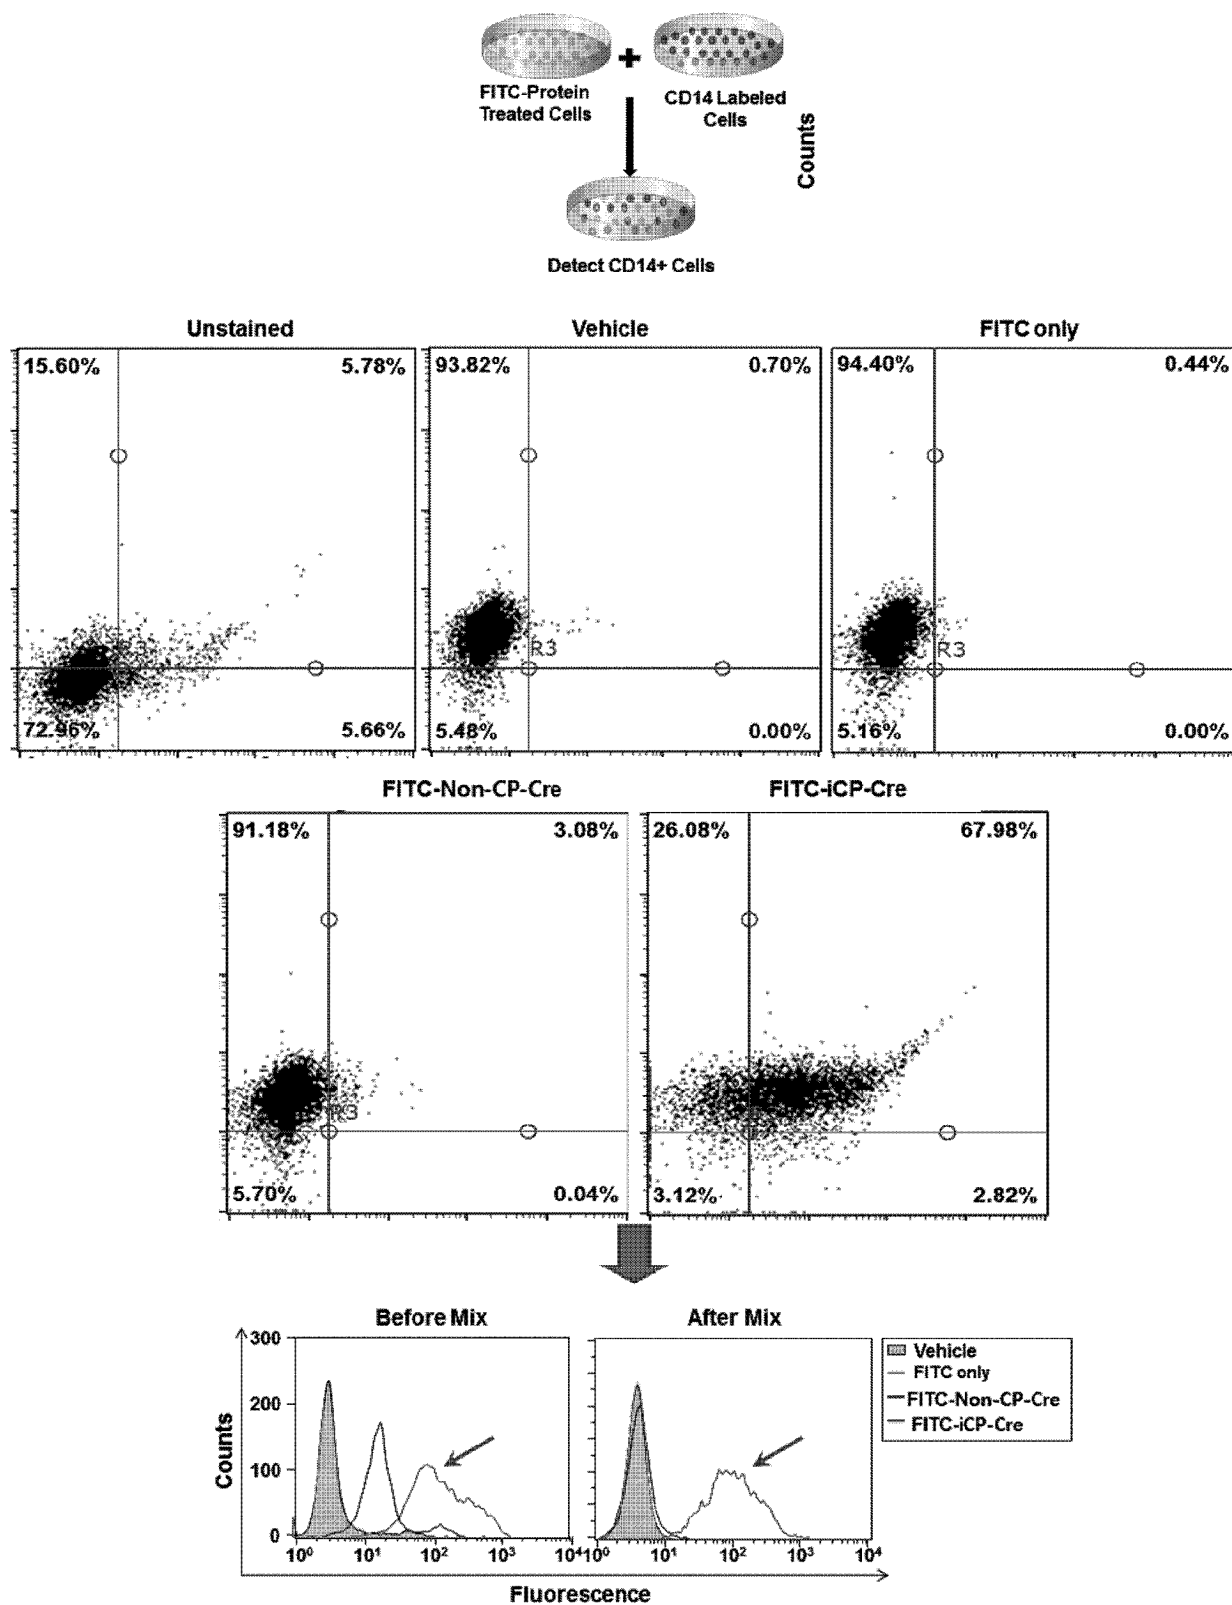 FITC-Protein
Treated Cells
+
CD14 Labeled
Cells
Counts
Detect CD14+ Cells
Unstained
Vehicle
FITC only
15.60%
5.78%
R3
72.96%
5.66%
93.82%
0.70%
R3
5.48%
0.00%
94.40%
0.44%
R3
5.16%
0.00%
FITC-Non-CP-Cre
FITC-iCP-Cre
91.18%
3.08%
R3
5.70%
0.04%
26.08%
67.98%
3.12%
2.82%
Before Mix
After Mix
Counts
300
200
100
0
10⁰ 10¹ 10² 10³ 10⁴
10⁰ 10¹ 10² 10³ 10⁴
Fluorescence
Vehicle
FITC only
FITC-Non-CP-Cre
FITC-iCP-Cre